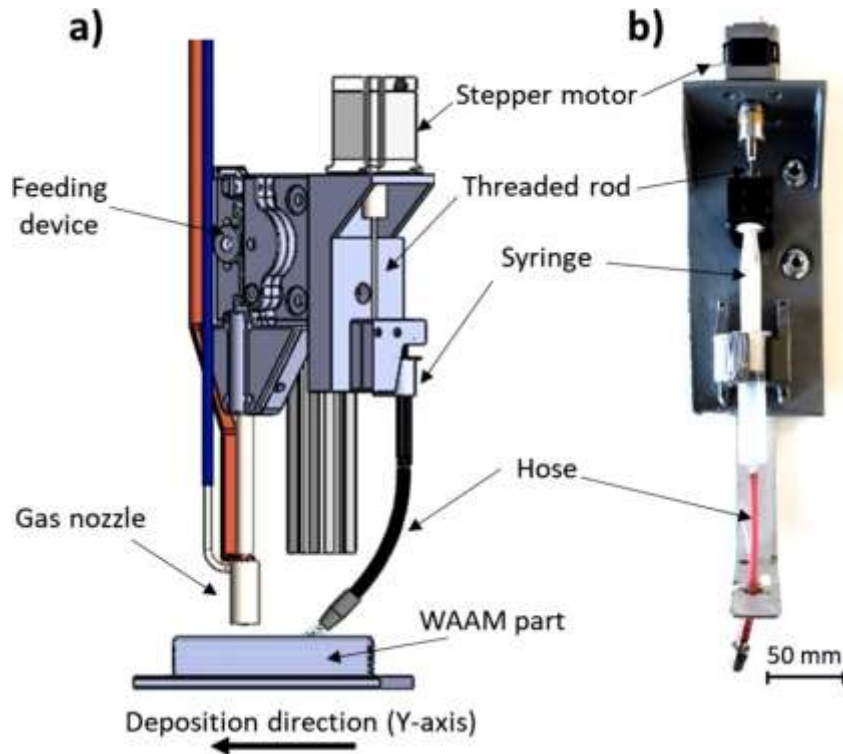 a)
b)
Stepper motor
Feeding
device
Threaded rod
Syringe
Hose
Gas nozzle
WAAM part
50 mm
Deposition direction (Y-axis)